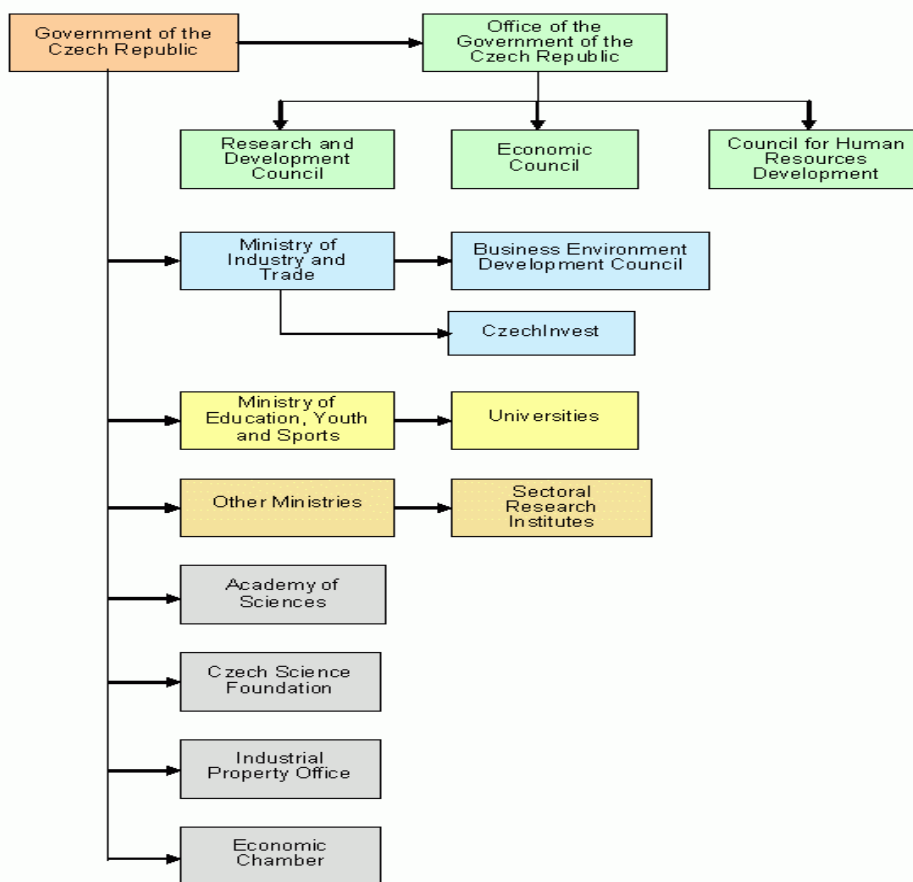 Government of the
Czech Republic
Office of the
Government of the
Czech Republic
Research and
Development
Council
Economic
Council
Council for Human
Resources
Development
Ministry of
Industry and
Trade
Business Environment
Development Council
CzechInvest
Ministry of
Education, Youth
and Sports
Universities
Other Ministries
Sectoral
Research
Institutes
Academy of
Sciences
Czech Science
Foundation
Industrial
Property Office
Economic
Chamber